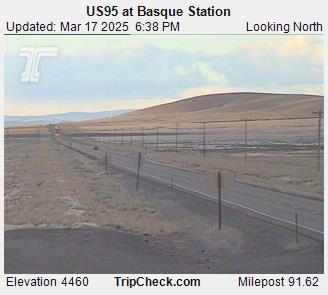 US95 at Basque Station
Updated: Mar 17 2025 6:38 PM Looking North
Elevation 4460 TripCheck.com Milepost 91.62